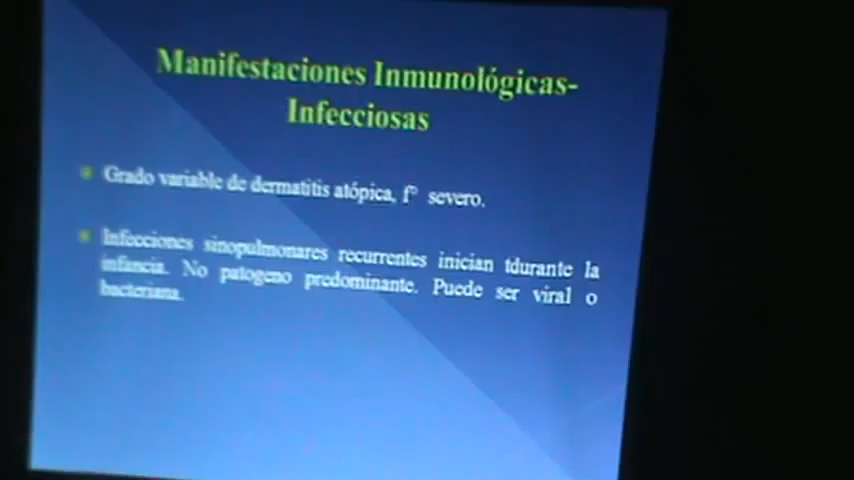 Manifestaciones Inmunológicas-
Infecciosas
Grado variable de dermatitis atópica, f° severo.
Infecciones sinopulmonares recurrentes inician tdurante la
infancia. No patogeno predominante. Puede ser viral o
bacteriana.